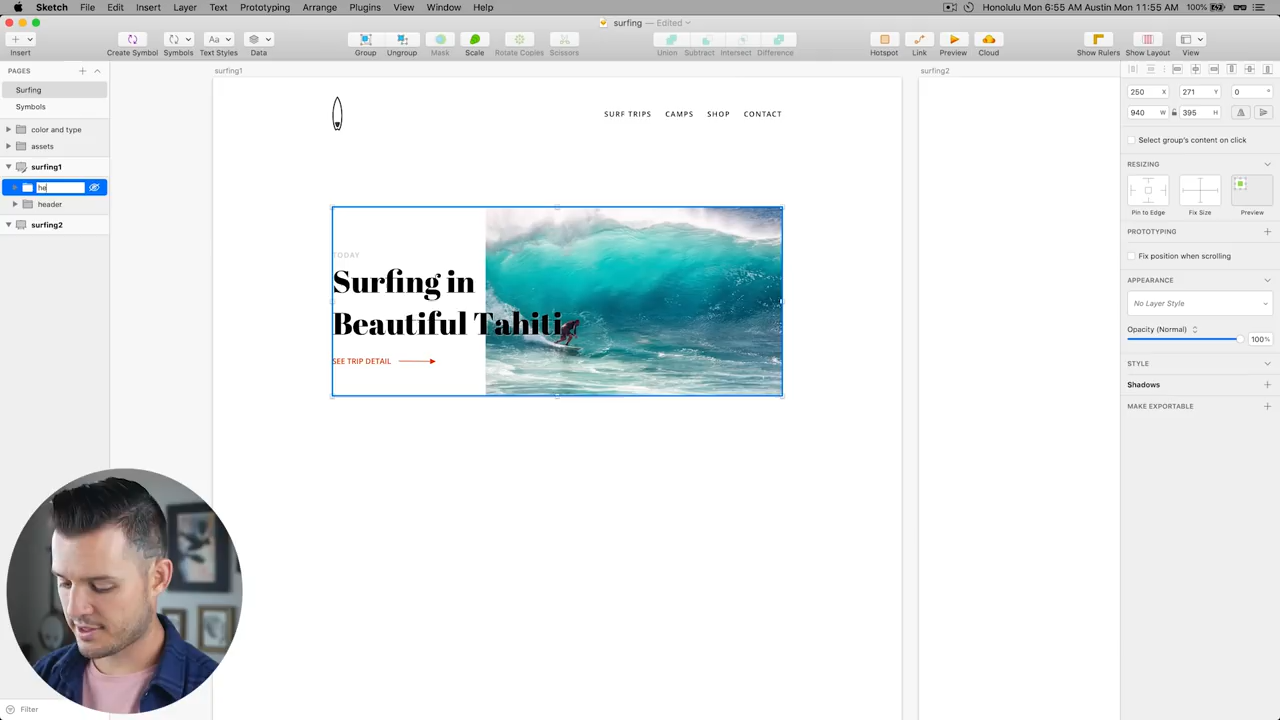 Sketch File Edit Insert Layer Text Prototyping Arrange Plugins View Window Help Honolulu Mon 6:55 AM Austin Mon 11:55 AM 100%
surfing — Edited
Insert Create Symbol Symbols Text Styles Data Group Ungroup Mask Scale Rotate Copies Scissors Union Subtract Intersect Difference Hotspot Link Preview Cloud Show Rulers Show Layout View
PAGES
Surfing
Symbols
color and type
assets
surfing1
he
header
surfing2
Filter
surfing1
SURF TRIPS CAMPS SHOP CONTACT
TODAY
Surfing in
Beautiful Tahiti
SEE TRIP DETAIL
surfing2
250 X 271 Y 0 °
940 W 395 H
Select group's content on click
RESIZING
Pin to Edge Fix Size Preview
PROTOTYPING
Fix position when scrolling
APPEARANCE
No Layer Style
Opacity (Normal) 100%
STYLE
Shadows
MAKE EXPORTABLE